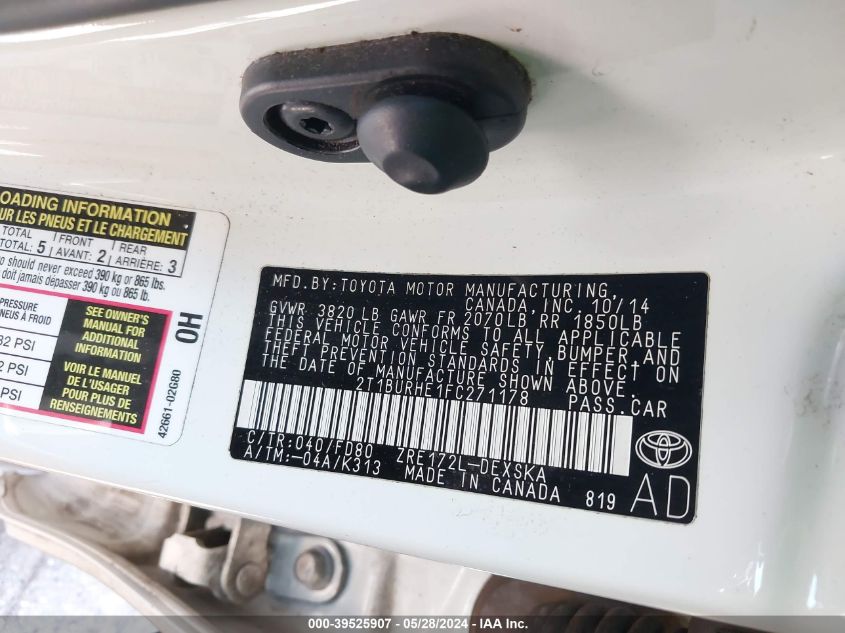 OADING INFORMATION
UR LES PNEUS ET LE CHARGEMENT
TOTAL FRONT REAR
TOTAL: 5 AVANT: 2 ARRIÈRE: 3
o should never exceed 390 kg or 865 lbs.
doit jamais dépasser 390 kg ou 865 lb.
PRESSURE
PNEUS À FROID
32 PSI
2 PSI
PSI
SEE OWNER'S
MANUAL FOR
ADDITIONAL
INFORMATION
VOIR LE MANUEL
DE L'USAGER
POUR PLUS DE
RENSEIGNEMENTS
OH
42661-02G80
MFD.BY:TOYOTA MOTOR MANUFACTURING,
CANADA, INC. 10/14
GVWR 3820 LB GAWR FR 2070LB RR 1850LB
THIS VEHICLE CONFORMS TO ALL APPLICABLE
FEDERAL MOTOR VEHICLE SAFETY, BUMPER, AND
THEFT PREVENTION STANDARDS IN EFFECT ON
THE DATE OF MANUFACTURE SHOWN ABOVE.
2T1BURHE1FC271178 PASS.CAR
C/TR:040/FD80 ZRE172L-DEXSKA
A/TM:-04A/K313 MADE IN CANADA 819
AD
000-39525907 - 05/28/2024 - IAA Inc.